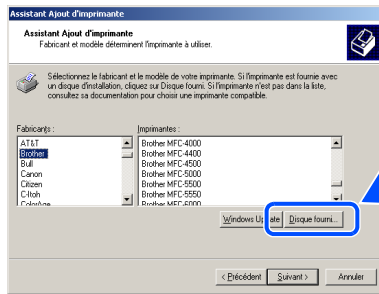 Assistant Ajout d'imprimante
Assistant Ajout d'imprimante
Fabricant et modèle déterminent l'imprimante à utiliser.
Sélectionnez le fabricant et le modèle de votre imprimante. Si l'imprimante est fournie avec
un disque d'installation, cliquez sur Disque fourni. Si l'imprimante n'est pas dans la liste,
consultez sa documentation pour choisir une imprimante compatible.
Fabricants : Imprimantes :
AT&T Brother MFC-4000
Brother Brother MFC-4400
Bull Brother MFC-4500
Canon Brother MFC-5000
Citizen Brother MFC-5500
C-Itoh Brother MFC-5550
ColorAge Brother MFC-6000
Windows Update Disque fourni...
< Précédent Suivant > Annuler